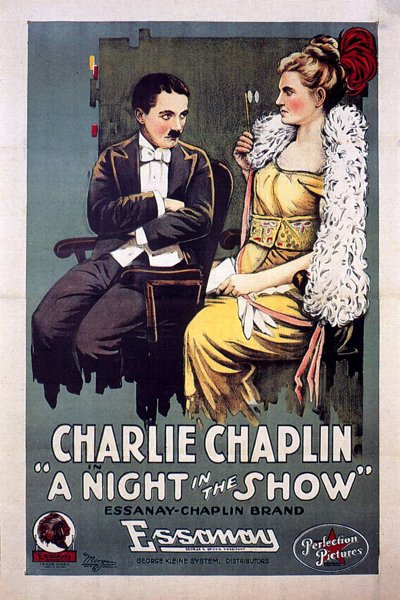 CHARLIE CHAPLIN
IN
"A NIGHT IN THE SHOW"
ESSANAY-CHAPLIN BRAND
Essanay
GEORGE K. SPOOR, PRESIDENT
GEORGE KLEINE SYSTEM, DISTRIBUTORS
Morgan
Perfection
Pictures